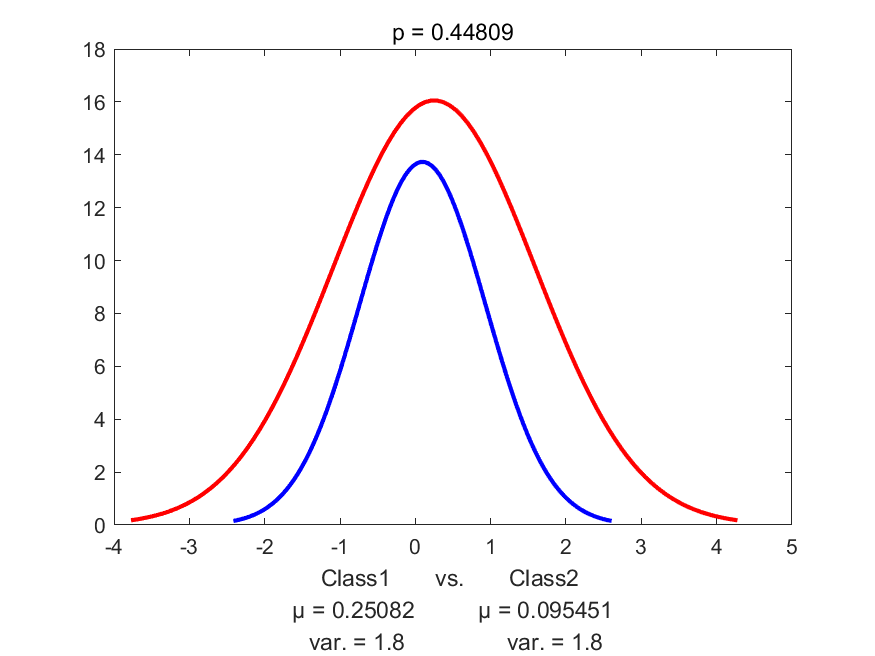 p = 0.44809
18
16
14
12
10
8
6
4
2
0
-4 -3 -2 -1 0 1 2 3 4 5
Class1 vs. Class2
μ = 0.25082 μ = 0.095451
var. = 1.8 var. = 1.8